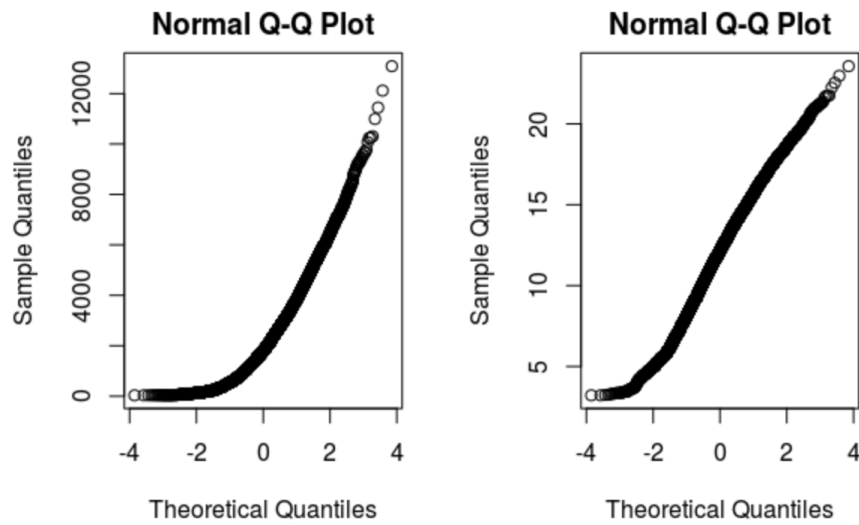 Normal Q-Q Plot
Sample Quantiles
12000
8000
4000
0
-4 -2 0 2 4
Theoretical Quantiles
Normal Q-Q Plot
Sample Quantiles
20
15
10
5
-4 -2 0 2 4
Theoretical Quantiles